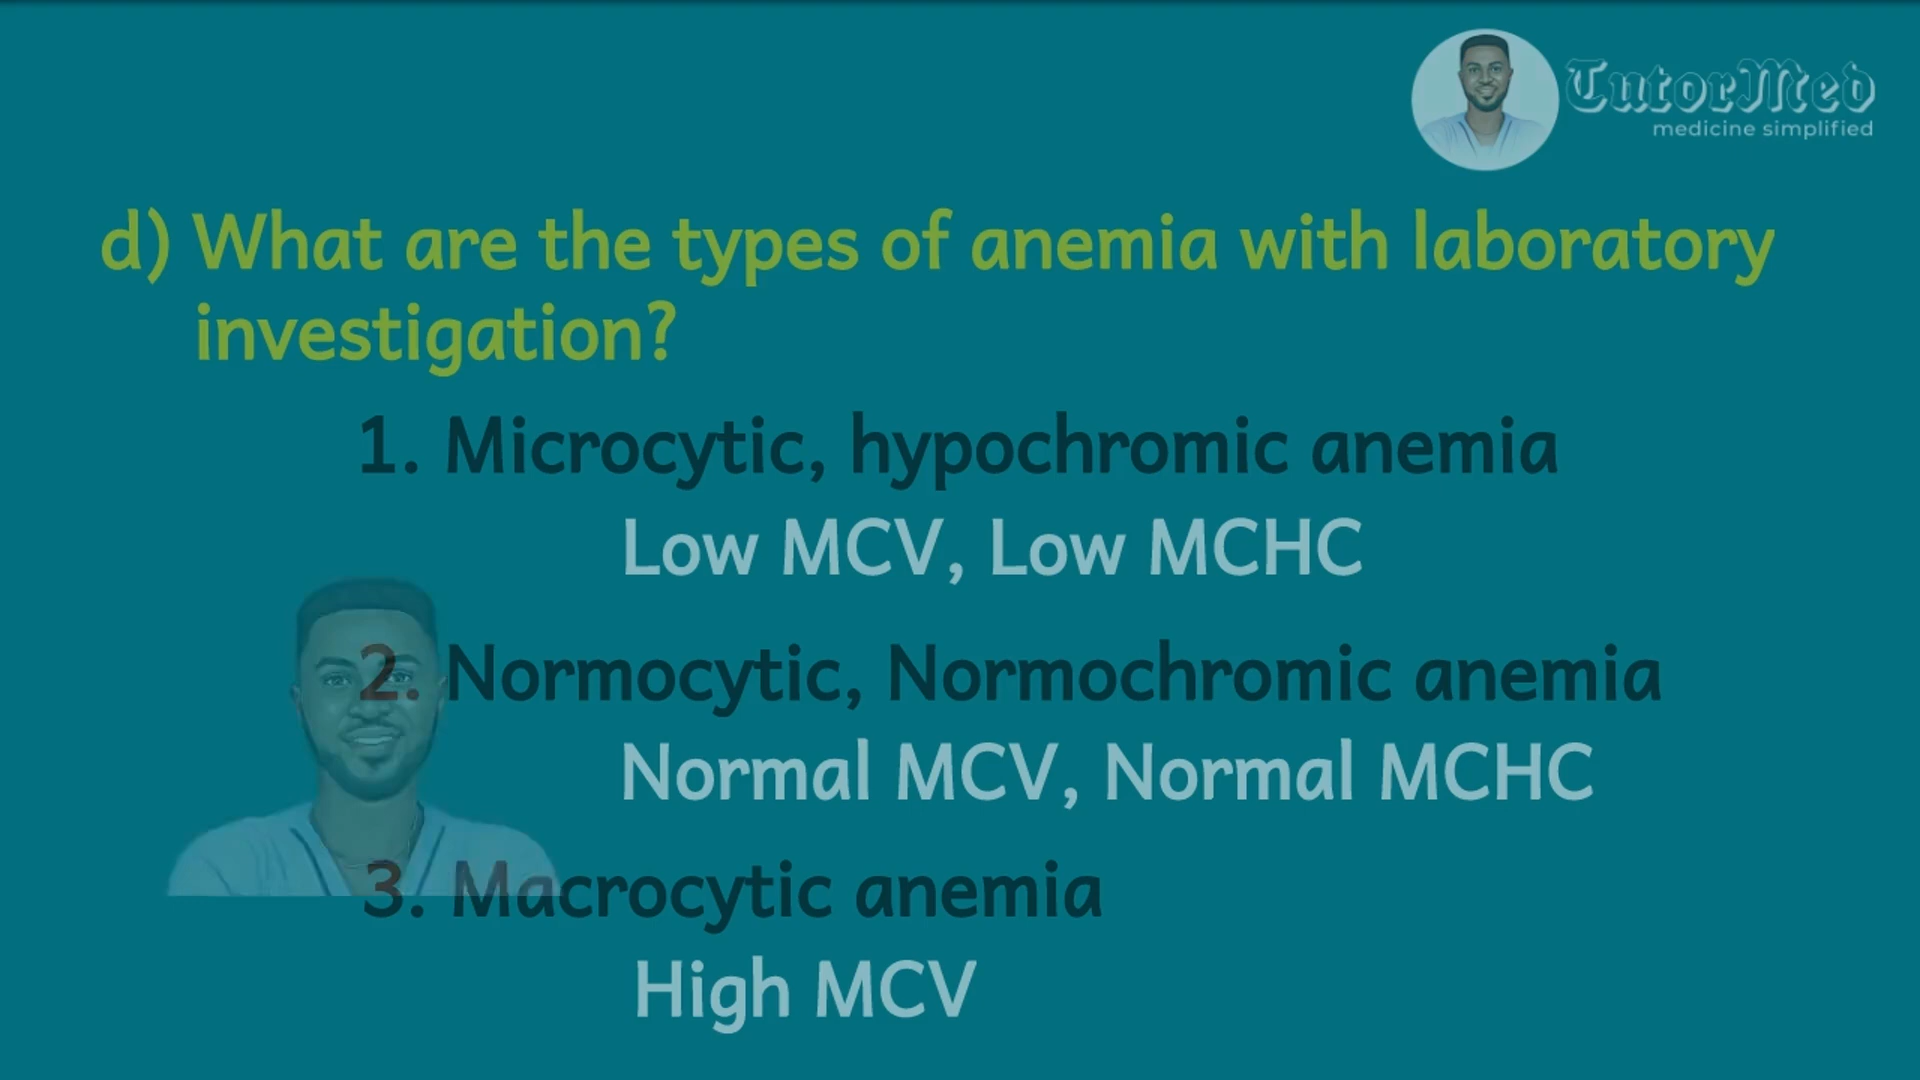 TutorMed
medicine simplified
d) What are the types of anemia with laboratory
investigation?
1. Microcytic, hypochromic anemia
Low MCV, Low MCHC
2. Normocytic, Normochromic anemia
Normal MCV, Normal MCHC
3. Macrocytic anemia
High MCV